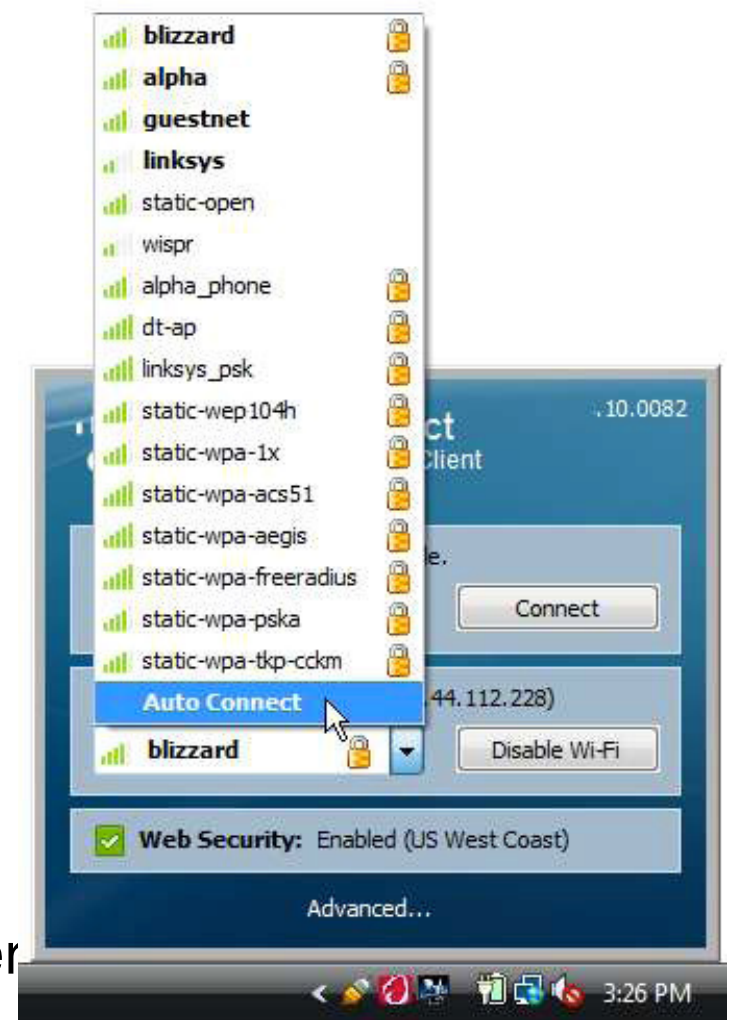 blizzard
alpha
guestnet
linksys
static-open
wispr
alpha_phone
dt-ap
linksys_psk
static-wep104h
static-wpa-1x
static-wpa-acs51
static-wpa-aegis
static-wpa-freeradius
static-wpa-pska
static-wpa-tkp-cckm
Auto Connect
ct
.10.0082
Client
e.
Connect
.44.112.228)
blizzard
Disable Wi-Fi
Web Security: Enabled (US West Coast)
Advanced...
er
< 3:26 PM